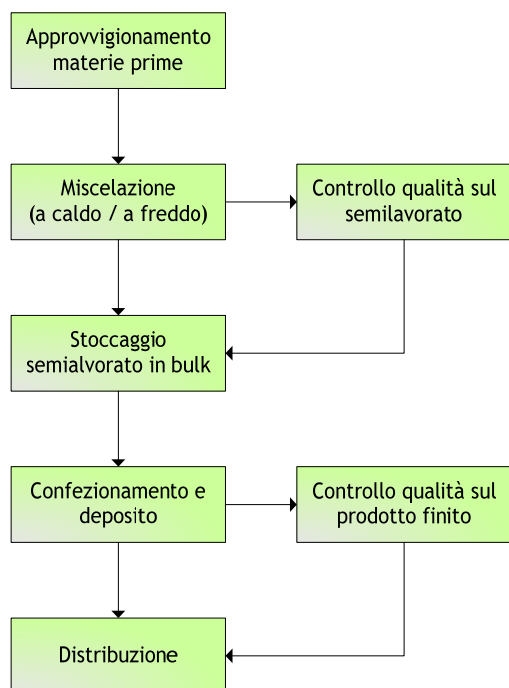 Approvvigionamento
materie prime
Miscelazione
(a caldo / a freddo)
Controllo qualità sul
semilavorato
Stoccaggio
semialvorato in bulk
Confezionamento e
deposito
Controllo qualità sul
prodotto finito
Distribuzione